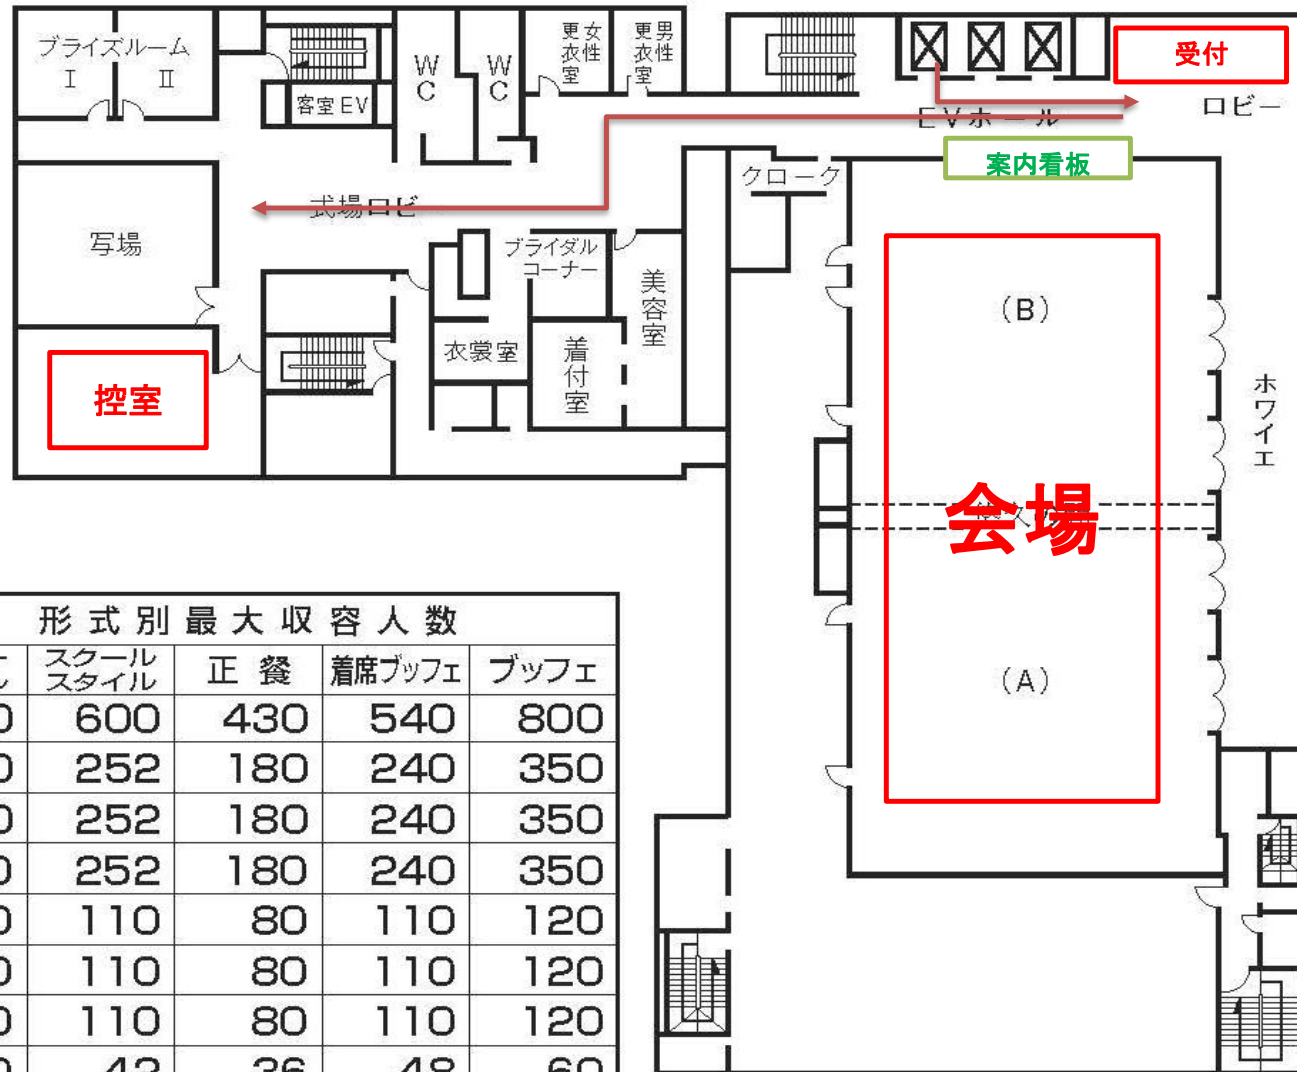 ブライズルーム
Ⅰ Ⅱ
客室EV
WC
WC
女性更衣室
男性更衣室
受付
ロビー
EVホール
案内看板
クローク
式場ロビー
写場
ブライダル
コーナー
美容室
(B)
衣裳室
着付室
控室
ホワイエ
会場
(A)
形式別最大収容人数
スクール
スタイル 正餐 着席ブッフェ ブッフェ
600 430 540 800
252 180 240 350
252 180 240 350
252 180 240 350
110 80 110 120
110 80 110 120
110 80 110 120
42 36 48 60